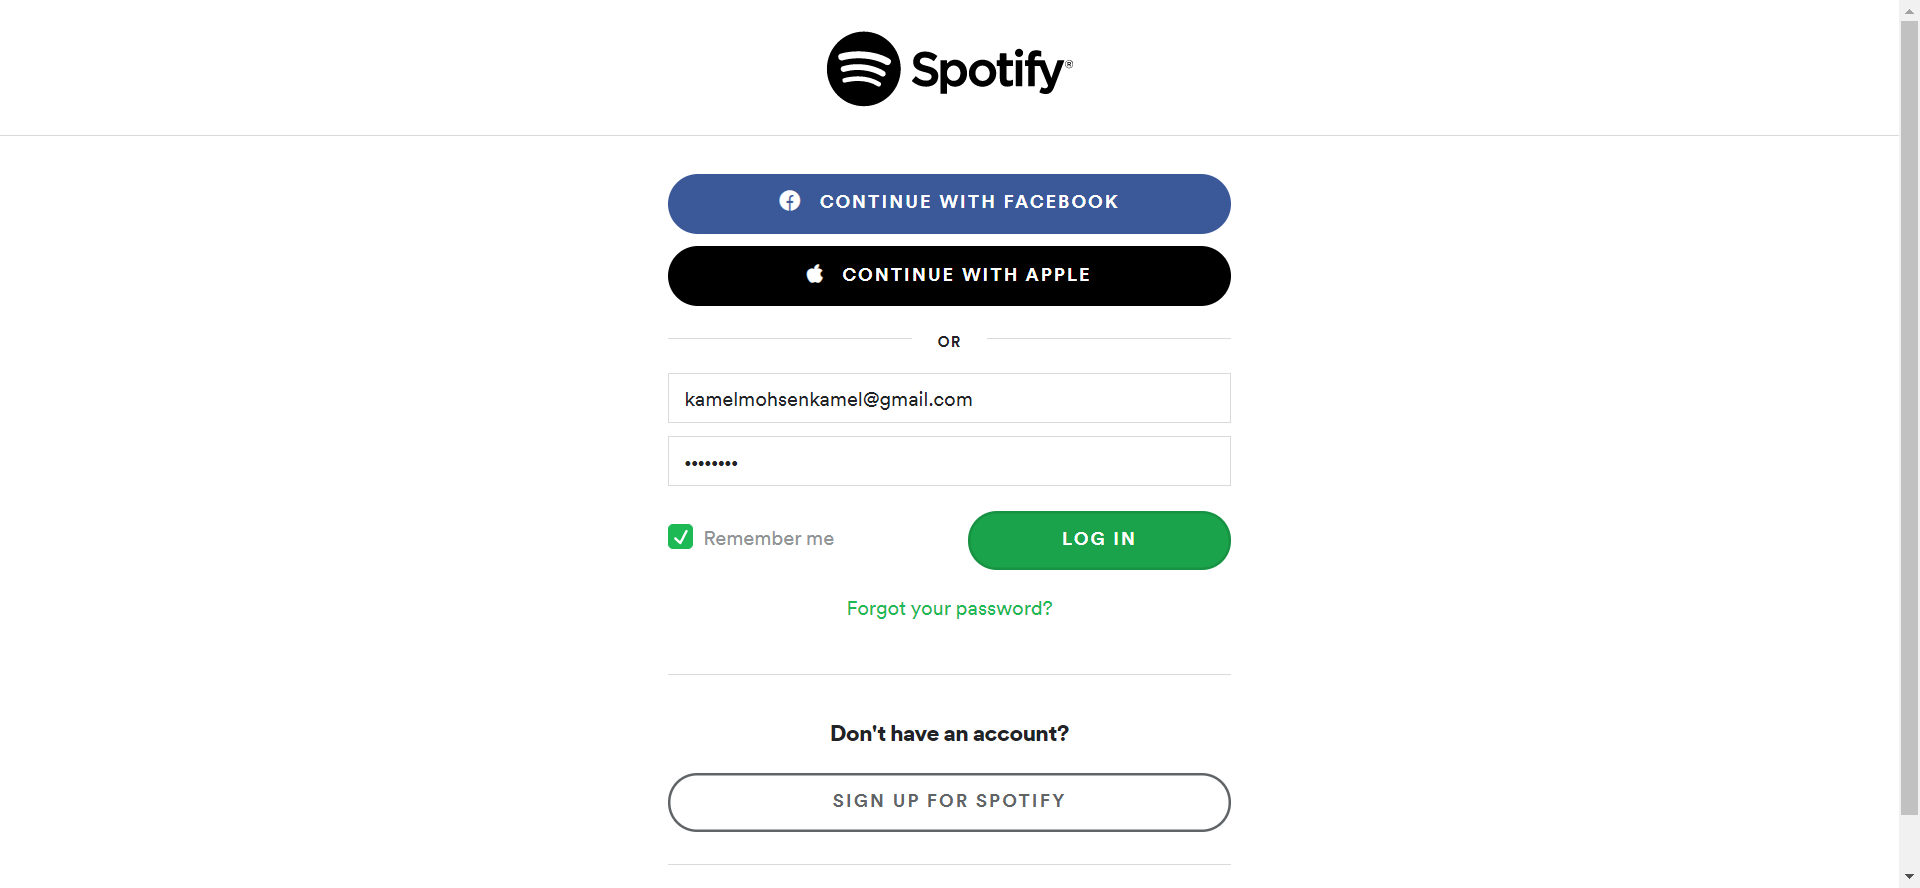 Spotify®
CONTINUE WITH FACEBOOK
CONTINUE WITH APPLE
OR
kamelmohsenkamel@gmail.com
••••••••
Remember me
LOG IN
Forgot your password?
Don't have an account?
SIGN UP FOR SPOTIFY